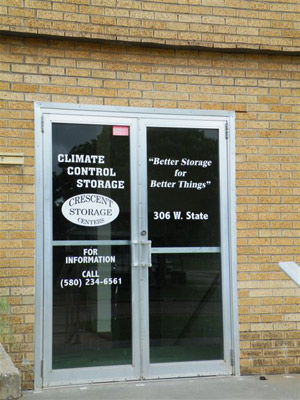 CLIMATE
CONTROL
STORAGE
CRESCENT
STORAGE
CENTERS
FOR
INFORMATION
CALL
(580) 234-6561
"Better Storage
for
Better Things"
306 W. State